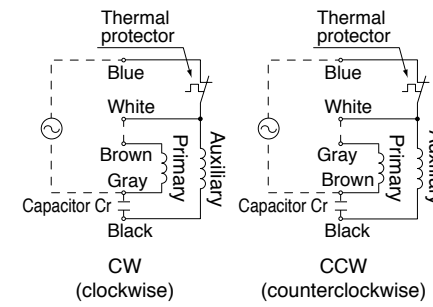 Thermal
protector
Blue
White
Brown
Gray
Primary
Auxiliary
Capacitor Cr
Black
CW
(clockwise)
Thermal
protector
Blue
White
Gray
Brown
Primary
Auxiliary
Capacitor Cr
Black
CCW
(counterclockwise)